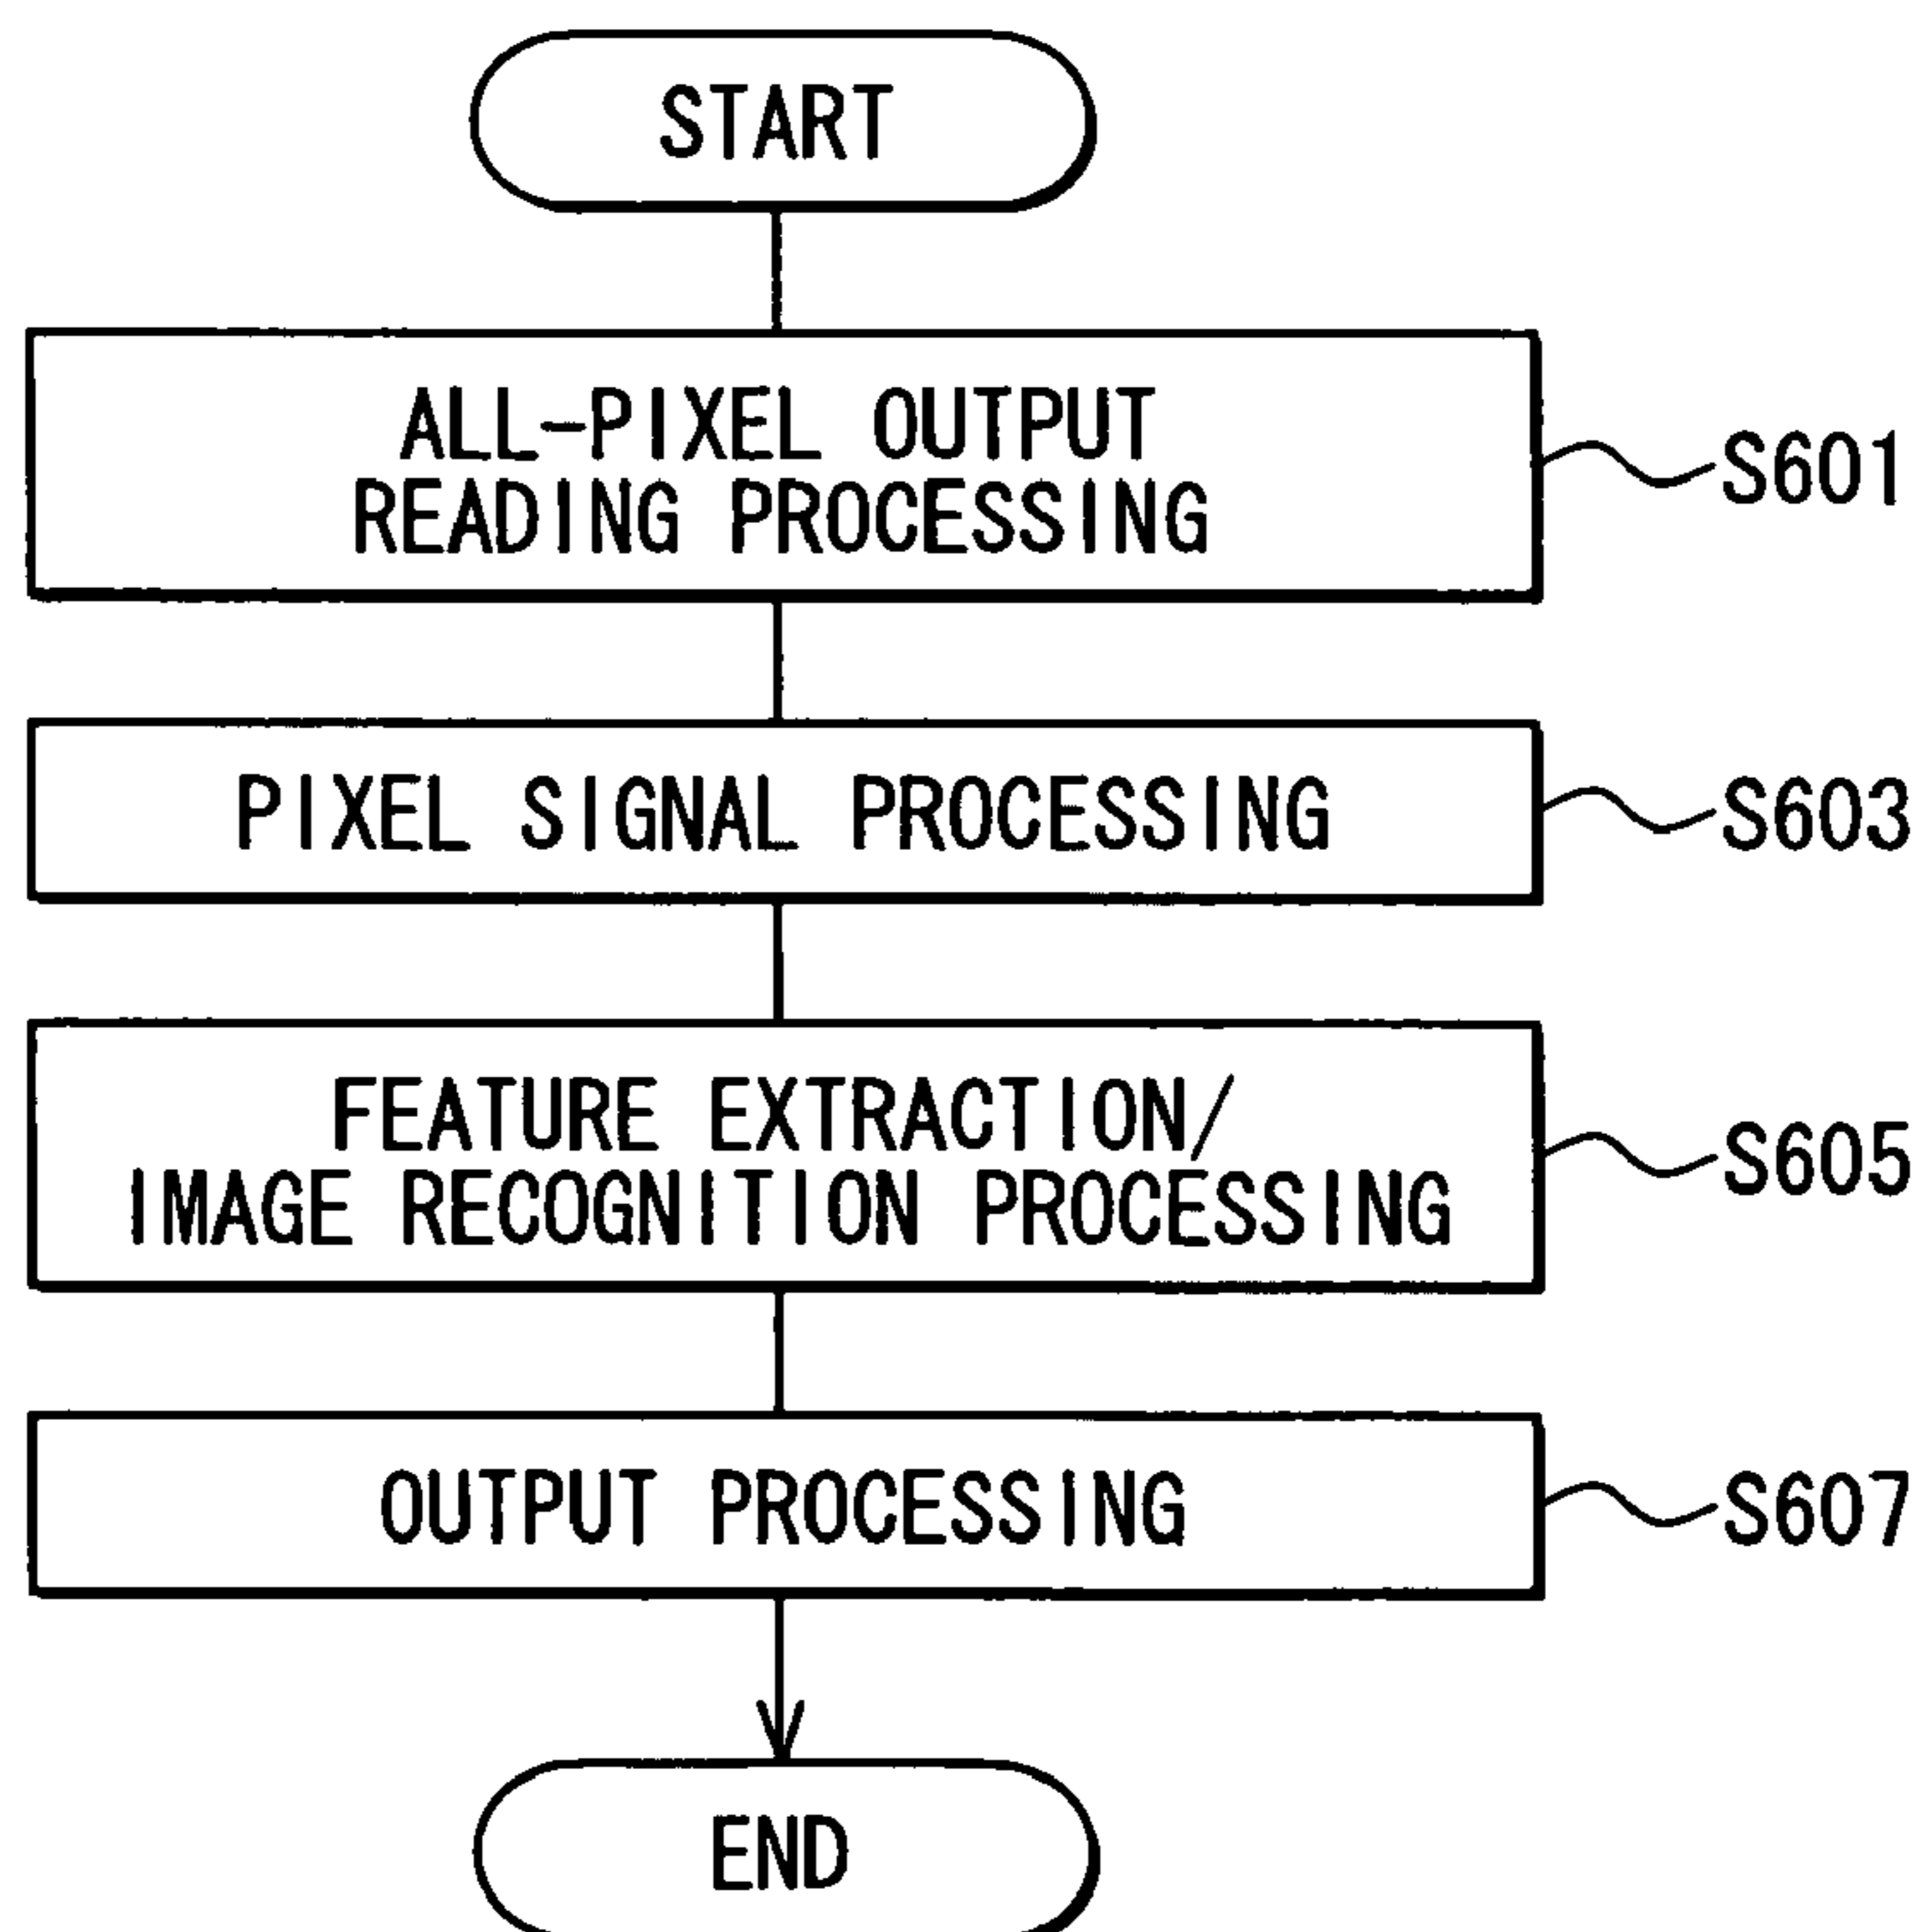 START
ALL-PIXEL OUTPUT
READING PROCESSING
S601
PIXEL SIGNAL PROCESSING
S603
FEATURE EXTRACTION/
IMAGE RECOGNITION PROCESSING
S605
OUTPUT PROCESSING
S607
END